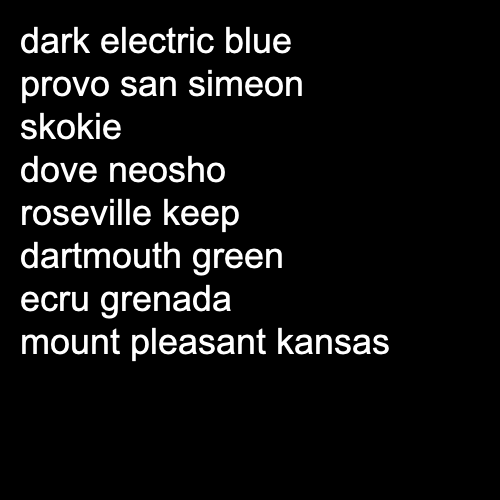 dark electric blue
provo san simeon
skokie
dove neosho
roseville keep
dartmouth green
ecru grenada
mount pleasant kansas